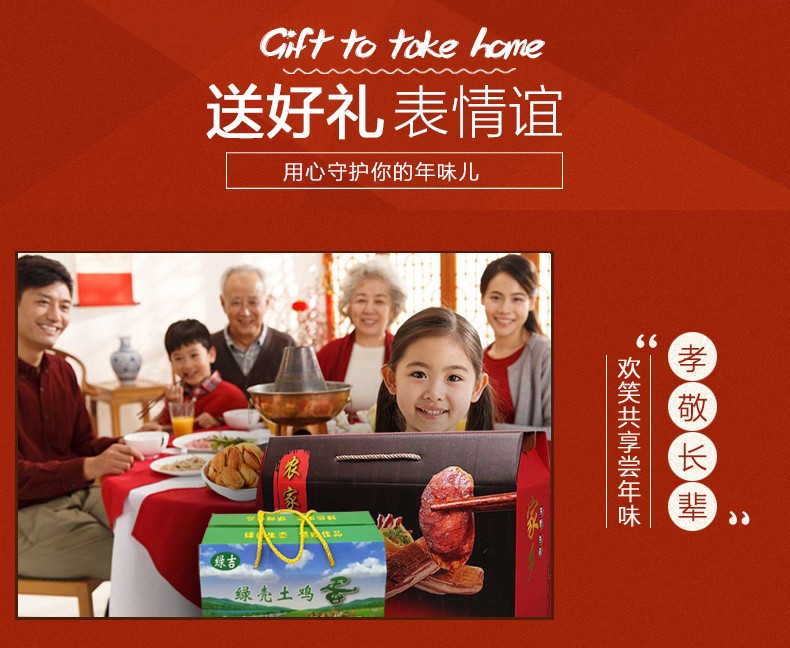 Gift to take home
送好礼 表情谊
用心守护你的年味儿
“孝敬长辈”
欢笑共享尝年味
农家
家乡
绿吉
绿壳土鸡蛋